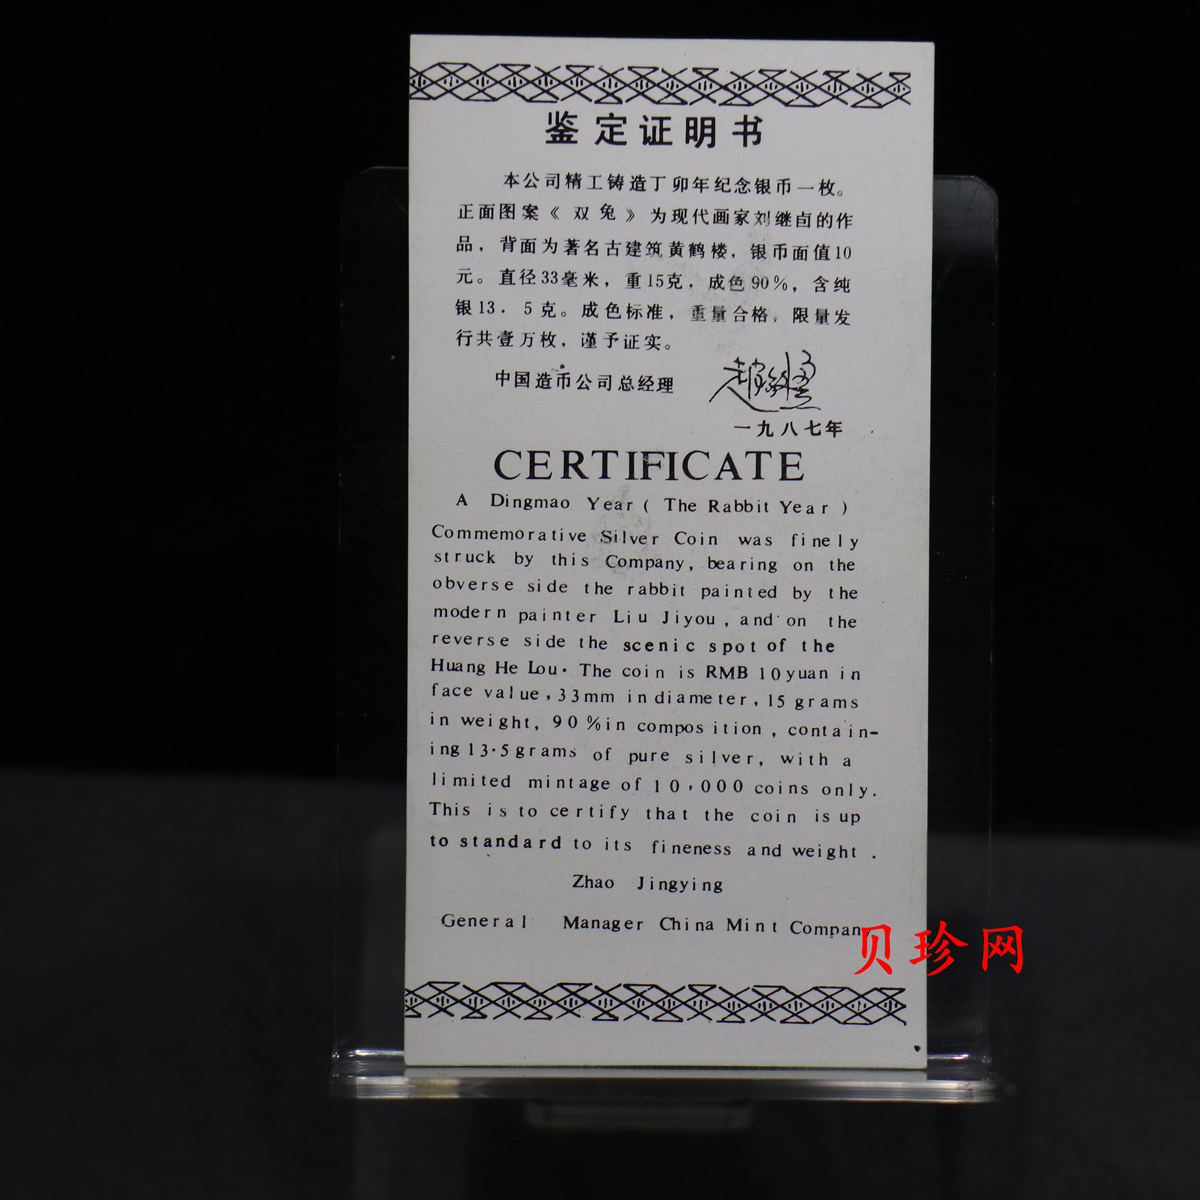 鉴定证明书
本公司精工铸造丁卯年纪念银币一枚。
正面图案《双兔》为现代画家刘继卣的作
品，背面为著名古建筑黄鹤楼，银币面值10
元。直径33毫米，重15克，成色90%，含纯
银13.5克。成色标准，重量合格，限量发
行共壹万枚，谨予证实。
中国造币公司总经理
一九八七年
CERTIFICATE
A Dingmao Year ( The Rabbit Year )
Commemorative Silver Coin was finely
struck by this Company, bearing on the
obverse side the rabbit painted by the
modern painter Liu Jiyou, and on the
reverse side the scenic spot of the
Huang He Lou· The coin is RMB 10 yuan in
face value, 33mm in diameter, 15 grams
in weight, 90% in composition, contain-
ing 13·5 grams of pure silver, with a
limited mintage of 10,000 coins only.
This is to certify that the coin is up
to standard to its fineness and weight .
Zhao Jingying
General Manager China Mint Compan
贝珍网